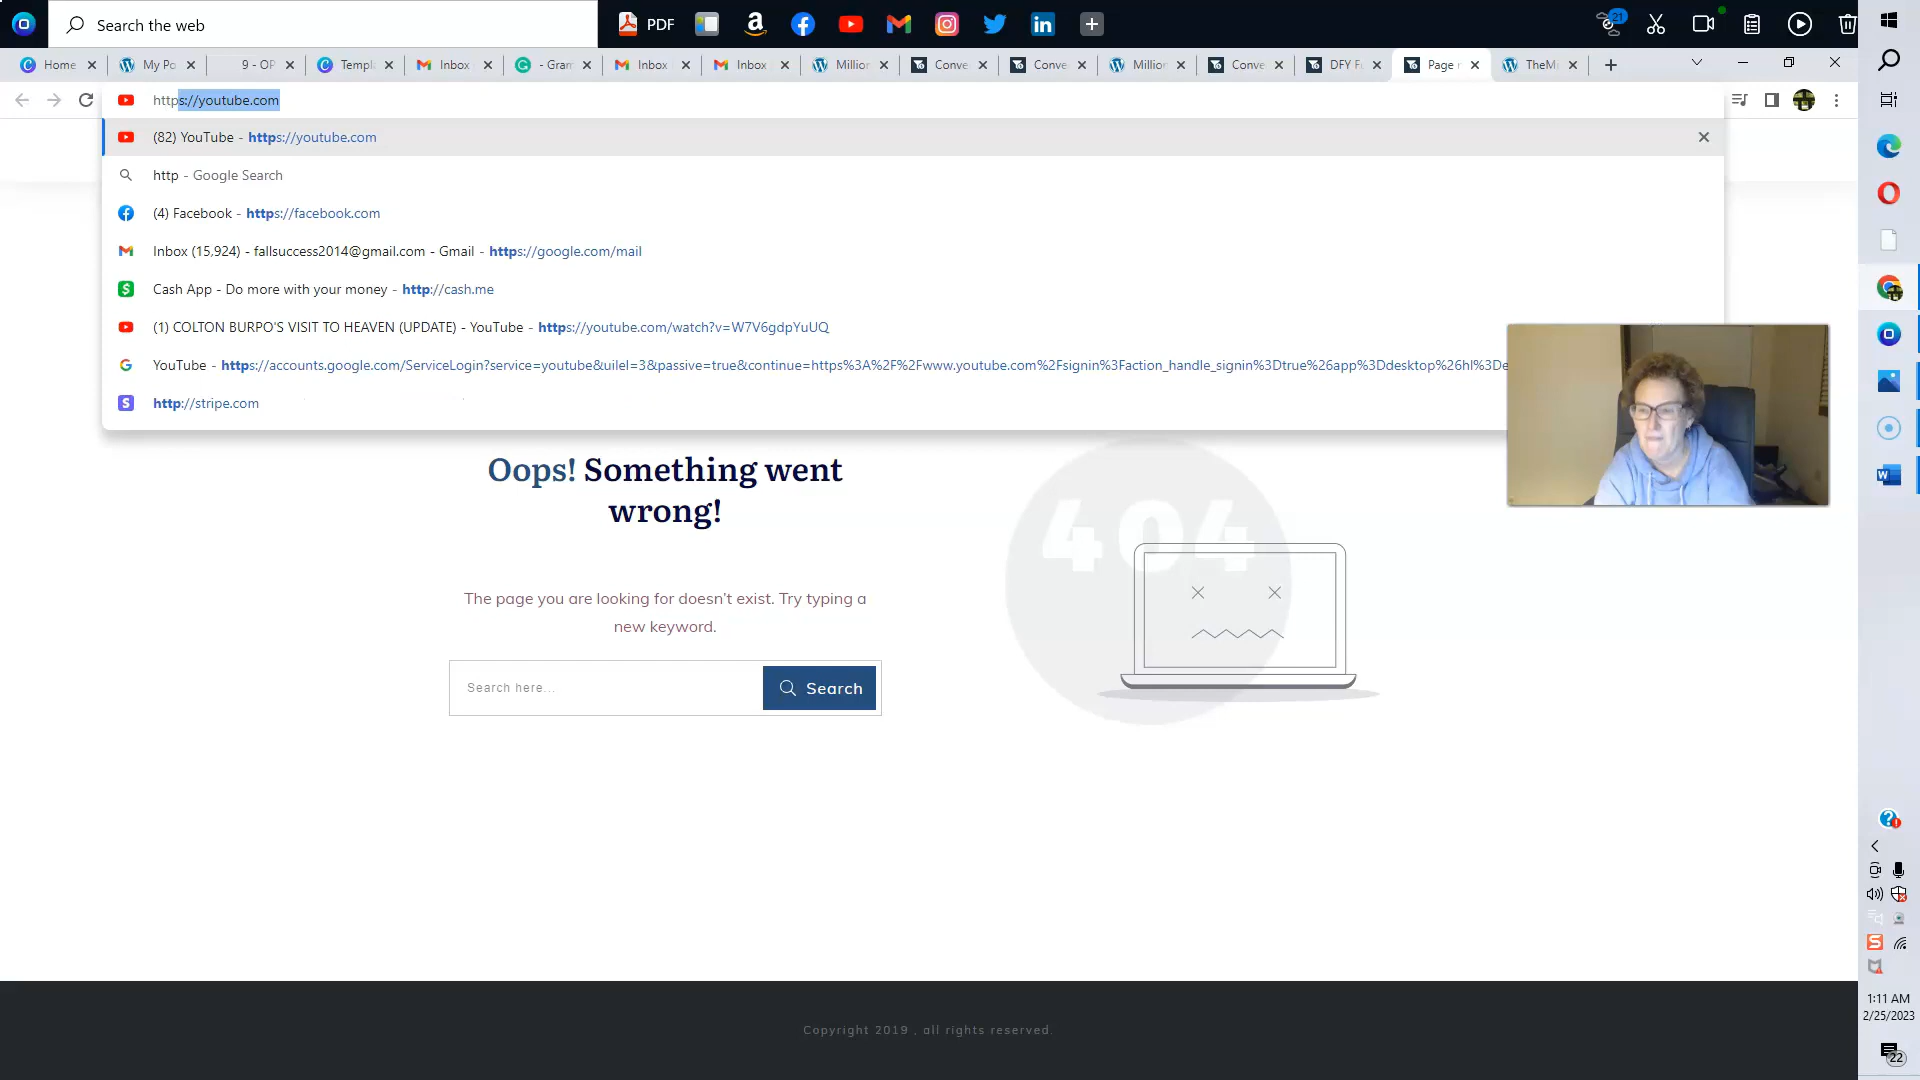 Search the web
PDF
21
Home
My Po
9 - OP
Templ
Inbox
- Gran
Inbox
Inbox
Million
Conve
Conve
Million
Conve
DFY Fu
Page n
TheMi
https://youtube.com
(82) YouTube - https://youtube.com
http - Google Search
(4) Facebook - https://facebook.com
Inbox (15,924) - fallsuccess2014@gmail.com - Gmail - https://google.com/mail
Cash App - Do more with your money - http://cash.me
(1) COLTON BURPO'S VISIT TO HEAVEN (UPDATE) - YouTube - https://youtube.com/watch?v=W7V6gdpYuUQ
YouTube - https://accounts.google.com/ServiceLogin?service=youtube&uilel=3&passive=true&continue=https%3A%2F%2Fwww.youtube.com%2Fsignin%3Faction_handle_signin%3Dtrue%26app%3Ddesktop%26hl%3De
http://stripe.com
Oops! Something went
wrong!
404
The page you are looking for doesn't exist. Try typing a
new keyword.
Search here...
Search
Copyright 2019 , all rights reserved.
1:11 AM
2/25/2023
22